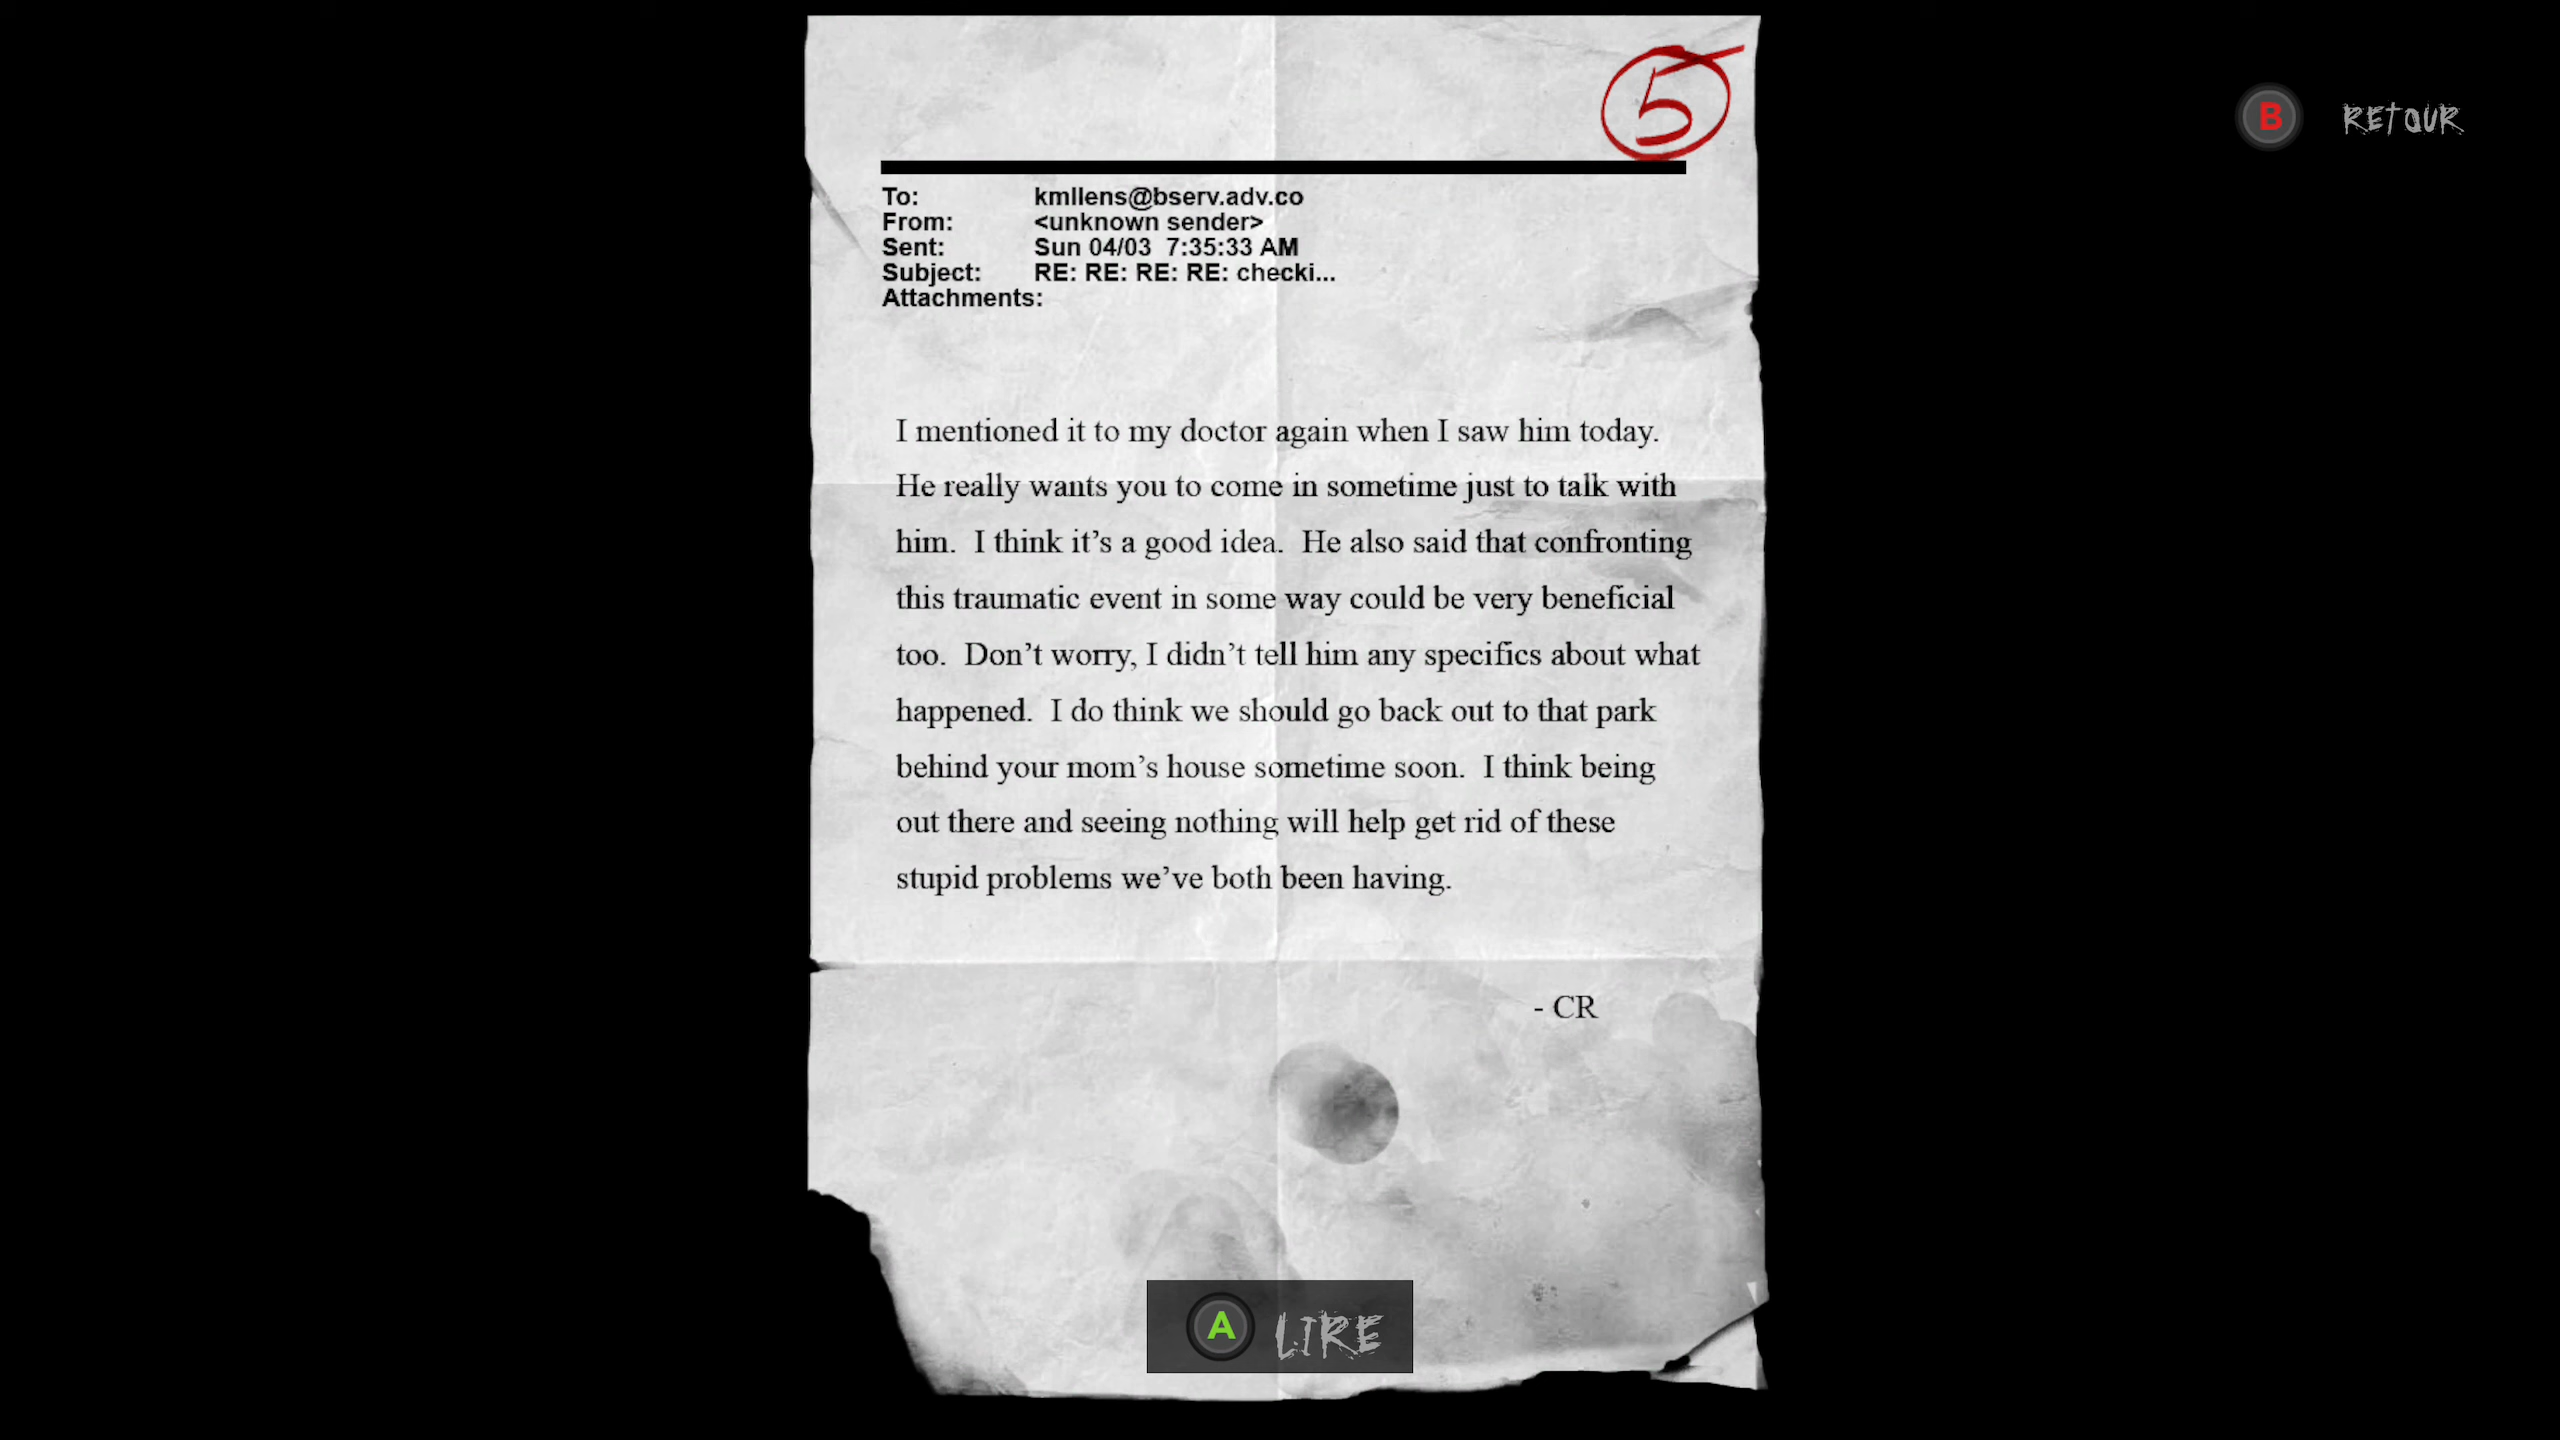 5
B RETOUR
To: kmllens@bserv.adv.co
From: <unknown sender>
Sent: Sun 04/03  7:35:33 AM
Subject: RE: RE: RE: RE: checki...
Attachments:
I mentioned it to my doctor again when I saw him today.
He really wants you to come in sometime just to talk with
him.  I think it’s a good idea.  He also said that confronting
this traumatic event in some way could be very beneficial
too.  Don’t worry, I didn’t tell him any specifics about what
happened.  I do think we should go back out to that park
behind your mom’s house sometime soon.  I think being
out there and seeing nothing will help get rid of these
stupid problems we’ve both been having.
- CR
A LIRE